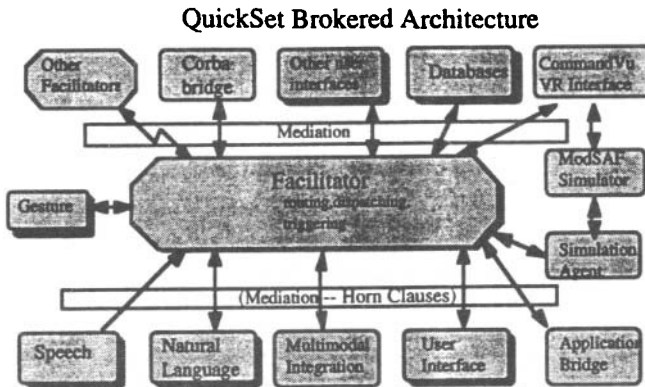 QuickSet Brokered Architecture
Other
Facilitators
Corba-
bridge
Other user
interfaces
Databases
CommandVu
VR Interface
Mediation
ModSAF
Simulator
Facilitator
routing, dispatching,
triggering
Gesture
Simulation
Agent
(Mediation -- Horn Clauses)
Speech
Natural
Language
Multimodal
Integration
User
Interface
Application
Bridge